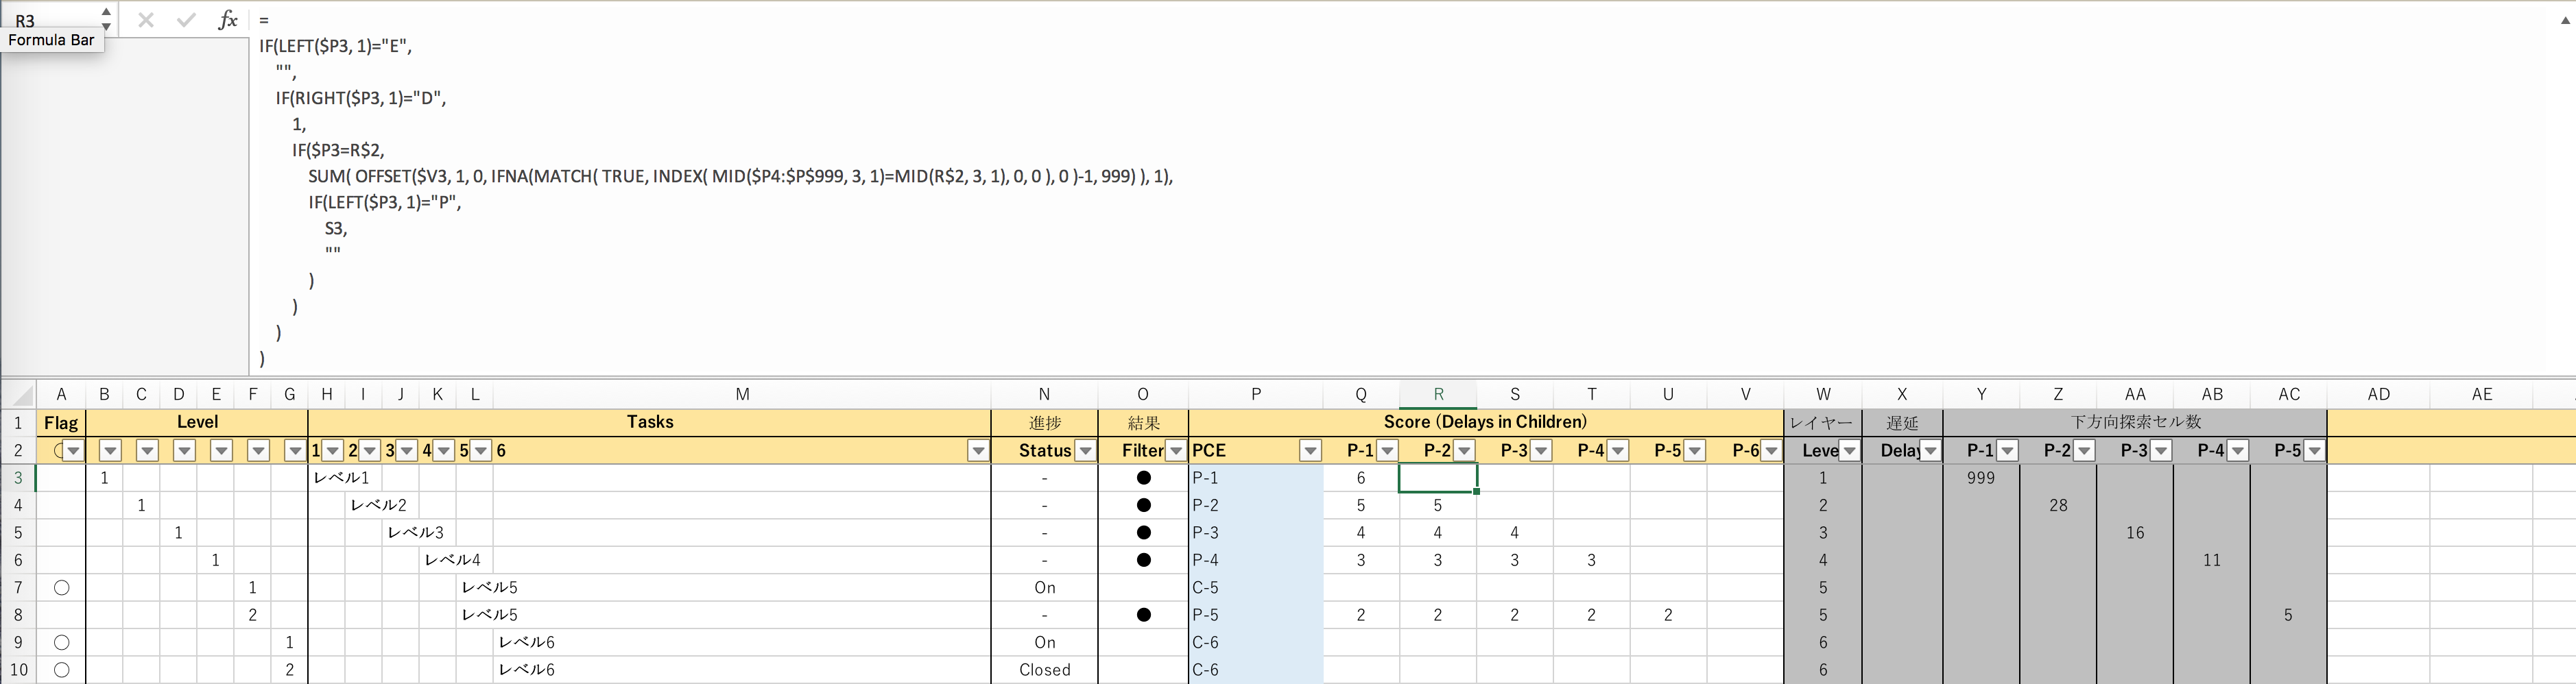 R3 fx =
Formula Bar
IF(LEFT($P3, 1)="E",
"",
IF(RIGHT($P3, 1)="D",
1,
IF($P3=R$2,
SUM( OFFSET($V3, 1, 0, IFNA(MATCH( TRUE, INDEX( MID($P4:$P$999, 3, 1)=MID(R$2, 3, 1), 0, 0 ), 0 )-1, 999) ), 1),
IF(LEFT($P3, 1)="P",
S3,
""
)
)
)
)
A B C D E F G H I J K L M N O P Q R S T U V W X Y Z AA AB AC AD AE
1 Flag Level Tasks 進捗 結果 Score (Delays in Children) レイヤー 遅延 下方向探索セル数
2 1 2 3 4 5 6 Status Filter PCE P-1 P-2 P-3 P-4 P-5 P-6 Leve Delay P-1 P-2 P-3 P-4 P-5
3 1 レベル1 - ● P-1 6 1 999
4 1 レベル2 - ● P-2 5 5 2 28
5 1 レベル3 - ● P-3 4 4 4 3 16
6 1 レベル4 - ● P-4 3 3 3 3 4 11
7 ○ 1 レベル5 On C-5 5
8 2 レベル5 - ● P-5 2 2 2 2 2 5 5
9 ○ 1 レベル6 On C-6 6
10 ○ 2 レベル6 Closed C-6 6